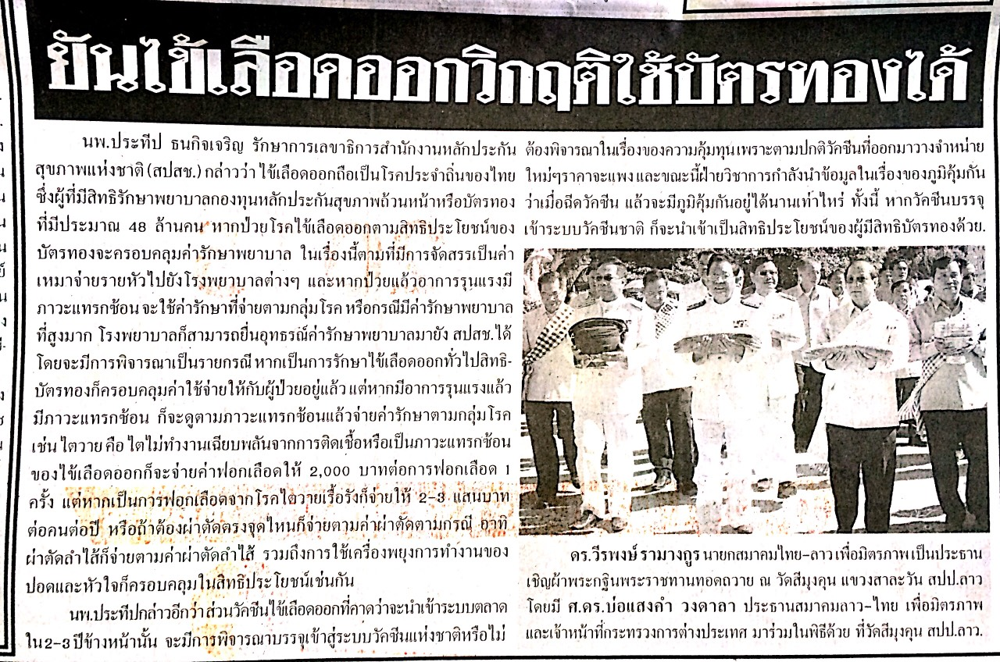 ยันไข้เลือดออกวิกฤติใช้บัตรทองได้
นพ.ประทีป ธนกิจเจริญ รักษาการเลขาธิการสำนักงานหลักประกัน
สุขภาพแห่งชาติ (สปสช.) กล่าวว่า ไข้เลือดออกถือเป็นโรคประจำถิ่นของไทย
ซึ่งผู้ที่มีสิทธิรักษาพยาบาลกองทุนหลักประกันสุขภาพถ้วนหน้าหรือบัตรทอง
ที่มีประมาณ 48 ล้านคน หากป่วยโรคไข้เลือดออกตามสิทธิประโยชน์ของ
บัตรทองจะครอบคลุมค่ารักษาพยาบาล ในเรื่องนี้ตามที่มีการจัดสรรเป็นค่า
เหมาจ่ายรายหัวไปยังโรงพยาบาลต่างๆ และหากป่วยแล้วอาการรุนแรงมี
ภาวะแทรกซ้อน จะใช้ค่ารักษาที่จ่ายตามกลุ่มโรค หรือกรณีมีค่ารักษาพยาบาล
ที่สูงมาก โรงพยาบาลก็สามารถยื่นอุทธรณ์ค่ารักษาพยาบาลมายัง สปสช.ได้
โดยจะมีการพิจารณาเป็นรายกรณี หากเป็นการรักษาไข้เลือดออกทั่วไปสิทธิ-
บัตรทองก็ครอบคลุมค่าใช้จ่ายให้กับผู้ป่วยอยู่แล้ว แต่หากมีอาการรุนแรงแล้ว
มีภาวะแทรกซ้อน ก็จะดูตามภาวะแทรกซ้อนแล้วจ่ายค่ารักษาตามกลุ่มโรค
เช่น ไตวาย คือ ไตไม่ทำงานเฉียบพลันจากการติดเชื้อหรือเป็นภาวะแทรกซ้อน
ของไข้เลือดออกก็จะจ่ายค่าฟอกเลือดให้ 2,000 บาทต่อการฟอกเลือด 1
ครั้ง แต่หากเป็นการฟอกเลือดจากโรคไตวายเรื้อรังก็จ่ายให้ 2-3 แสนบาท
ต่อคนต่อปี หรือถ้าต้องผ่าตัดตรงจุดไหนก็จ่ายตามค่าผ่าตัดตามกรณี อาทิ
ผ่าตัดลำไส้ก็จ่ายตามค่าผ่าตัดลำไส้ รวมถึงการใช้เครื่องพยุงการทำงานของ
ปอดและหัวใจก็ครอบคลุมในสิทธิประโยชน์เช่นกัน
นพ.ประทีปกล่าวอีกว่า ส่วนวัคซีนไข้เลือดออกที่คาดว่าจะนำเข้าระบบตลาด
ใน 2-3 ปีข้างหน้านั้น จะมีการพิจารณาบรรจุเข้าสู่ระบบวัคซีนแห่งชาติหรือไม่
ต้องพิจารณาในเรื่องของความคุ้มทุน เพราะตามปกติวัคซีนที่ออกมาวางจำหน่าย
ใหม่ๆราคาจะแพง และขณะนี้ฝ่ายวิชาการกำลังนำข้อมูลในเรื่องของภูมิคุ้มกัน
ว่าเมื่อฉีดวัคซีน แล้วจะมีภูมิคุ้มกันอยู่ได้นานเท่าไหร่ ทั้งนี้ หากวัคซีนบรรจุ
เข้าระบบวัคซีนชาติ ก็จะนำเข้าเป็นสิทธิประโยชน์ของผู้มีสิทธิบัตรทองด้วย.
ดร.วีรพงษ์ รามางกูร นายกสมาคมไทย-ลาว เพื่อมิตรภาพ เป็นประธาน
เชิญผ้าพระกฐินพระราชทานทอดถวาย ณ วัดสีมุงคุน แขวงสาละวัน สปป.ลาว
โดยมี ศ.ดร.บ่อแสงคำ วงดาลา ประธานสมาคมลาว-ไทย เพื่อมิตรภาพ
และเจ้าหน้าที่กระทรวงการต่างประเทศ มาร่วมในพิธีด้วย ที่วัดสีมุงคุน สปป.ลาว.